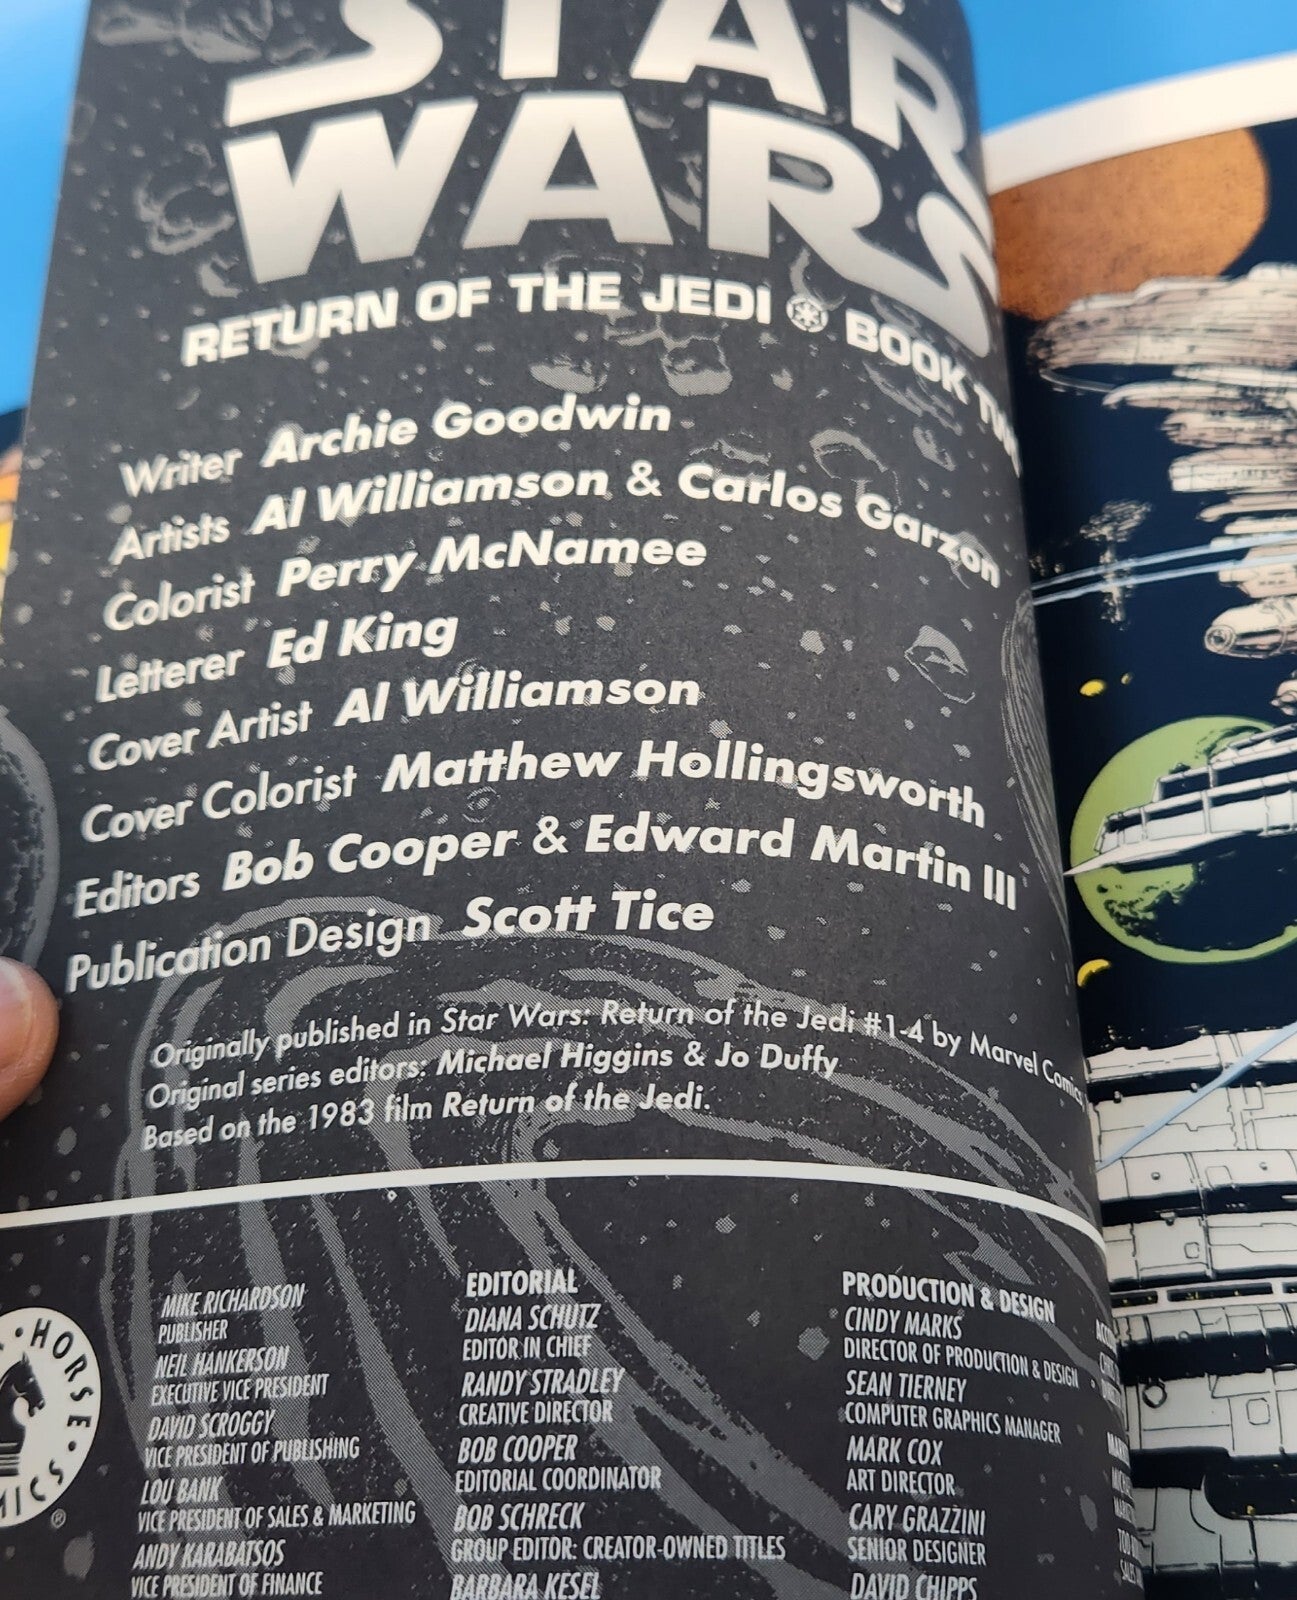 STAR
WARS
RETURN OF THE JEDI BOOK TWO
Writer Archie Goodwin
Artists Al Williamson & Carlos Garzon
Colorist Perry McNamee
Letterer Ed King
Cover Artist Al Williamson
Cover Colorist Matthew Hollingsworth
Editors Bob Cooper & Edward Martin III
Publication Design Scott Tice
Originally published in Star Wars: Return of the Jedi #1-4 by Marvel Comics
Original series editors: Michael Higgins & Jo Duffy
Based on the 1983 film Return of the Jedi.
HORSE
MIKE RICHARDSON
PUBLISHER
NEIL HANKERSON
EXECUTIVE VICE PRESIDENT
DAVID SCROGGY
VICE PRESIDENT OF PUBLISHING
LOU BANK
VICE PRESIDENT OF SALES & MARKETING
ANDY KARABATSOS
VICE PRESIDENT OF FINANCE
EDITORIAL
DIANA SCHUTZ
EDITOR IN CHIEF
RANDY STRADLEY
CREATIVE DIRECTOR
BOB COOPER
EDITORIAL COORDINATOR
BOB SCHRECK
GROUP EDITOR: CREATOR-OWNED TITLES
BARBARA KESEL
PRODUCTION & DESIGN
CINDY MARKS
DIRECTOR OF PRODUCTION & DESIGN
SEAN TIERNEY
COMPUTER GRAPHICS MANAGER
MARK COX
ART DIRECTOR
CARY GRAZZINI
SENIOR DESIGNER
DAVID CHIPPS